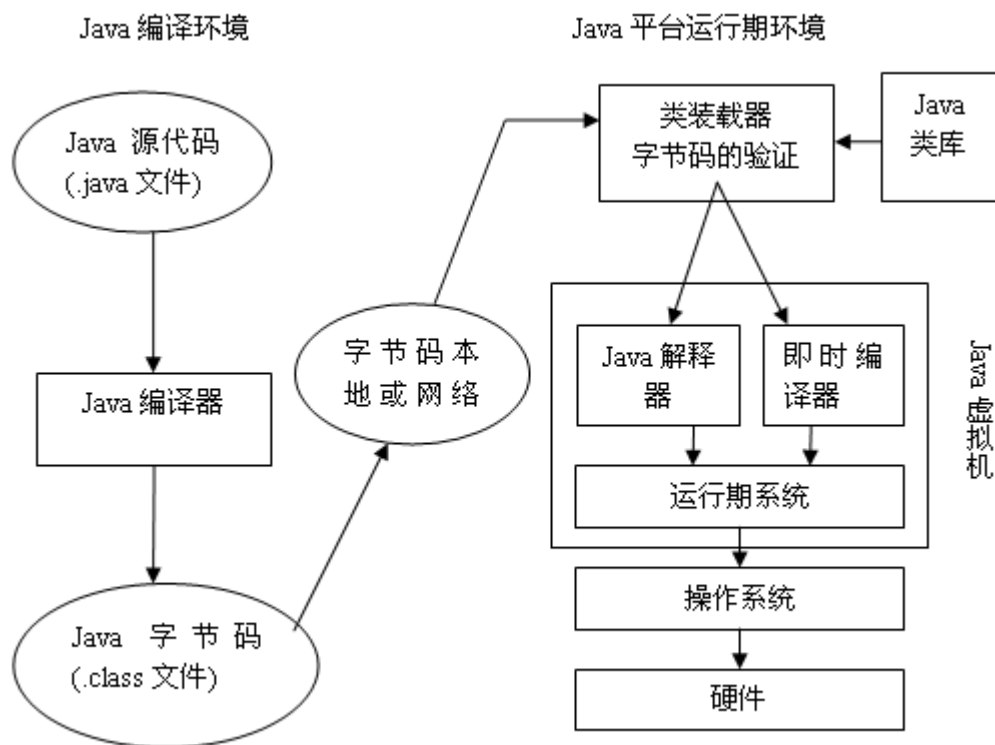 Java 编译环境
Java 平台运行期环境
Java 源代码
(.java 文件)
Java 编译器
Java 字节码
(.class 文件)
字节码本
地或网络
类装载器
字节码的验证
Java
类库
Java 解释
器
即时编
译器
运行期系统
Java 虚拟机
操作系统
硬件